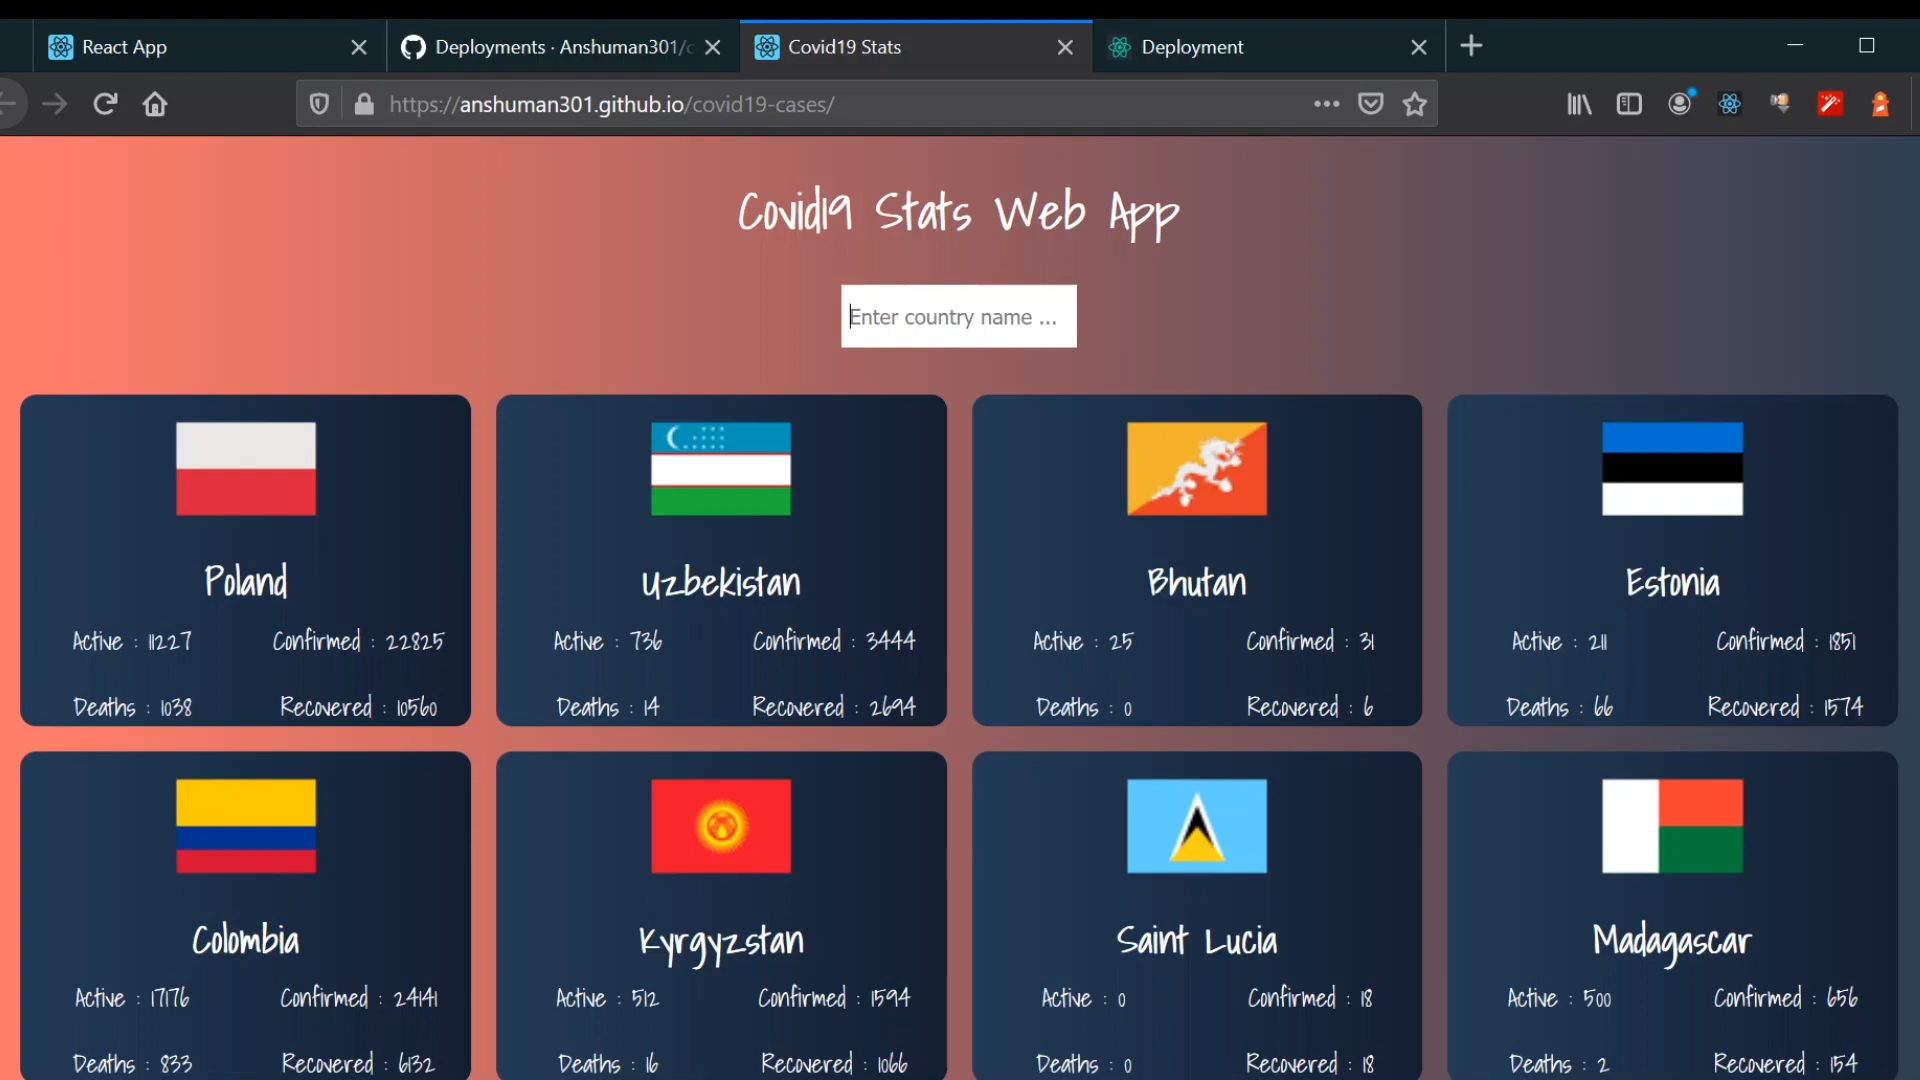 React App
Deployments · Anshuman301/c
Covid19 Stats
Deployment
https://anshuman301.github.io/covid19-cases/
Covid19 Stats Web App
Enter country name ...
Poland
Active : 11227 Confirmed : 22825
Deaths : 1038 Recovered : 10560
Uzbekistan
Active : 736 Confirmed : 3444
Deaths : 14 Recovered : 2694
Bhutan
Active : 25 Confirmed : 31
Deaths : 0 Recovered : 6
Estonia
Active : 211 Confirmed : 1851
Deaths : 66 Recovered : 1574
Colombia
Active : 17176 Confirmed : 24141
Deaths : 833 Recovered : 6132
Kyrgyzstan
Active : 512 Confirmed : 1594
Deaths : 16 Recovered : 1066
Saint Lucia
Active : 0 Confirmed : 18
Deaths : 0 Recovered : 18
Madagascar
Active : 500 Confirmed : 656
Deaths : 2 Recovered : 154